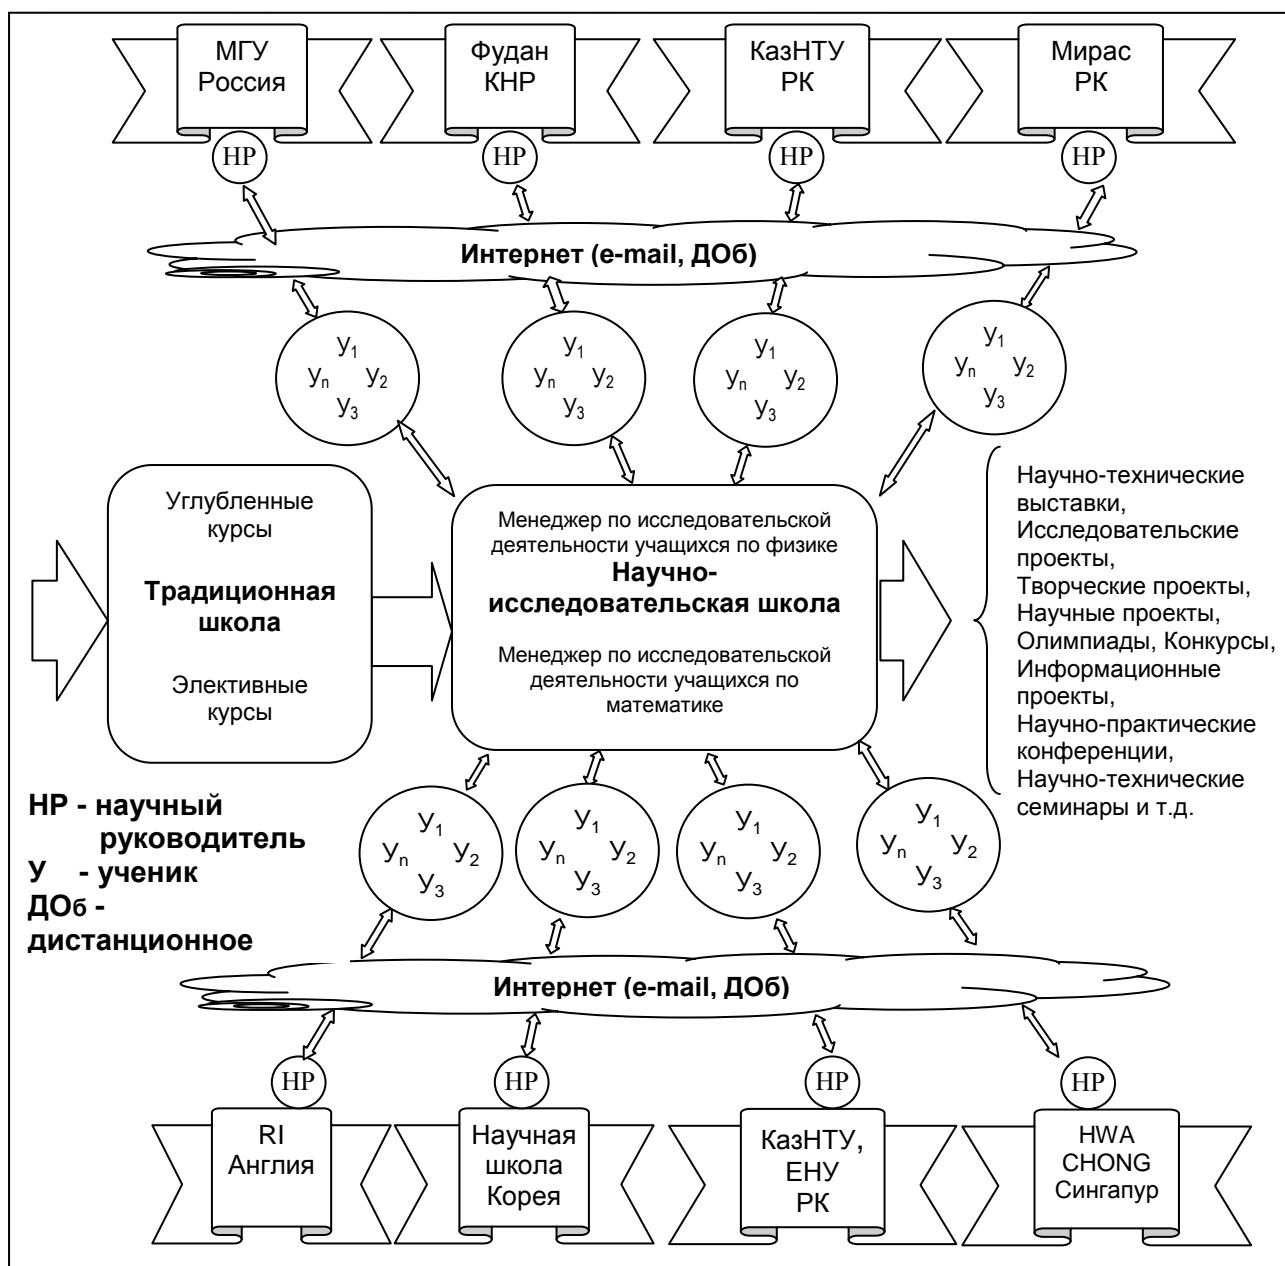 МГУ
Россия
Фудан
КНР
КазНТУ
РК
Мирас
РК
НР
НР
НР
НР
Интернет (e-mail, ДОб)
У1
Уn У2
У3
У1
Уn У2
У3
У1
Уn У2
У3
У1
Уn У2
У3
Углубленные
курсы
Традиционная
школа
Элективные
курсы
Менеджер по исследовательской
деятельности учащихся по физике
Научно-
исследовательская школа
Менеджер по исследовательской
деятельности учащихся по
математике
Научно-технические
выставки,
Исследовательские
проекты,
Творческие проекты,
Научные проекты,
Олимпиады, Конкурсы,
Информационные
проекты,
Научно-практические
конференции,
Научно-технические
семинары и т.д.
НР - научный
руководитель
У - ученик
ДОб -
дистанционное
У1
Уn У2
У3
У1
Уn У2
У3
У1
Уn У2
У3
У1
Уn У2
У3
Интернет (e-mail, ДОб)
НР
НР
НР
НР
RI
Англия
Научная
школа
Корея
КазНТУ,
ЕНУ
РК
HWA
CHONG
Сингапур